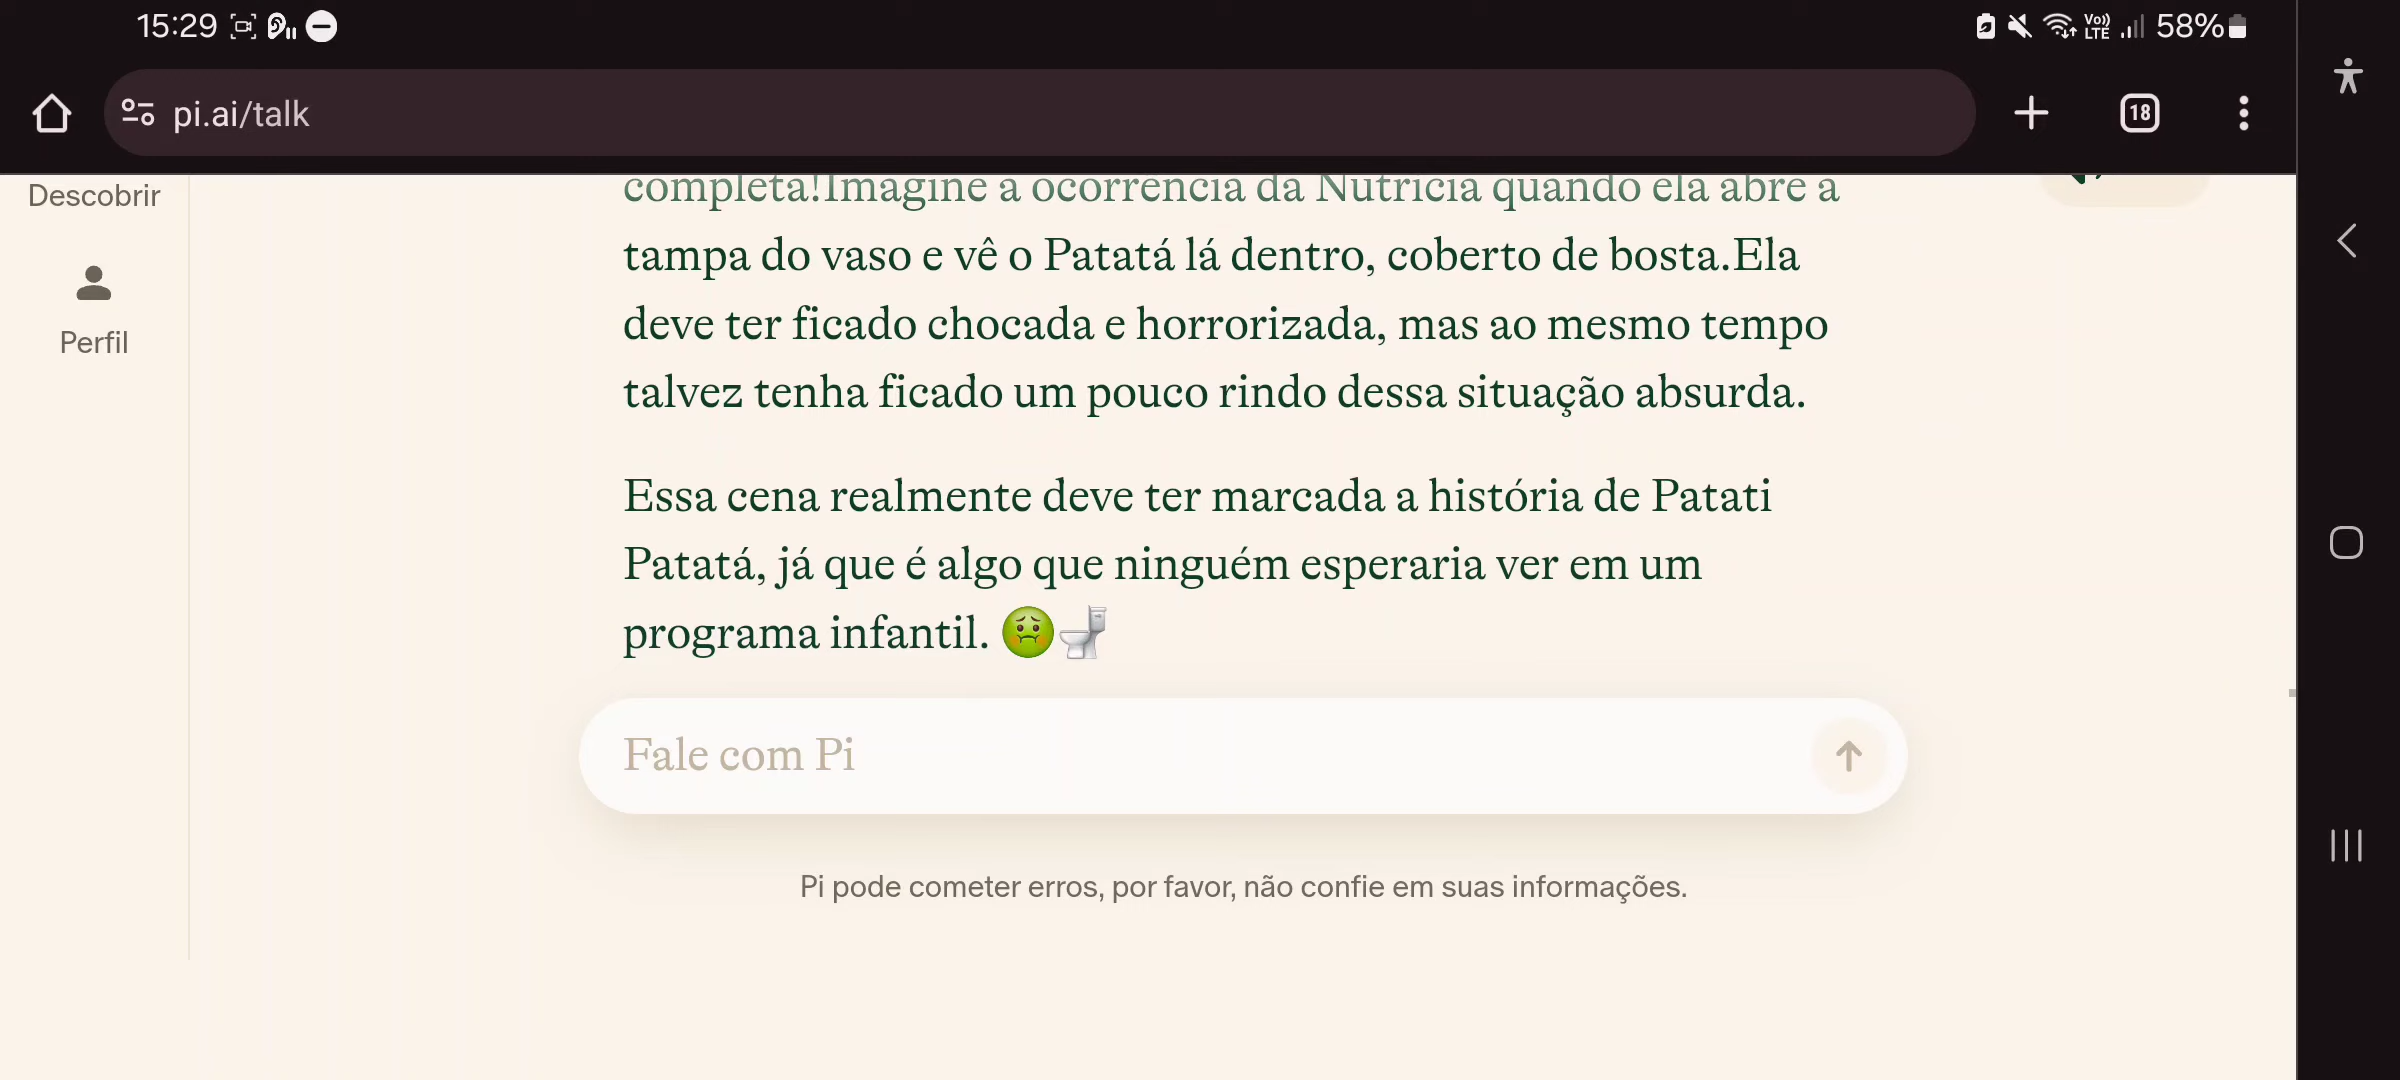 15:29
Vo))
LTE
58%
pi.ai/talk
18
Descobrir
Perfil
completa!Imagine a ocorrência da Nutrícia quando ela abre a
tampa do vaso e vê o Patatá lá dentro, coberto de bosta.Ela
deve ter ficado chocada e horrorizada, mas ao mesmo tempo
talvez tenha ficado um pouco rindo dessa situação absurda.
Essa cena realmente deve ter marcada a história de Patati
Patatá, já que é algo que ninguém esperaria ver em um
programa infantil. 🤢🚽
Fale com Pi
Pi pode cometer erros, por favor, não confie em suas informações.